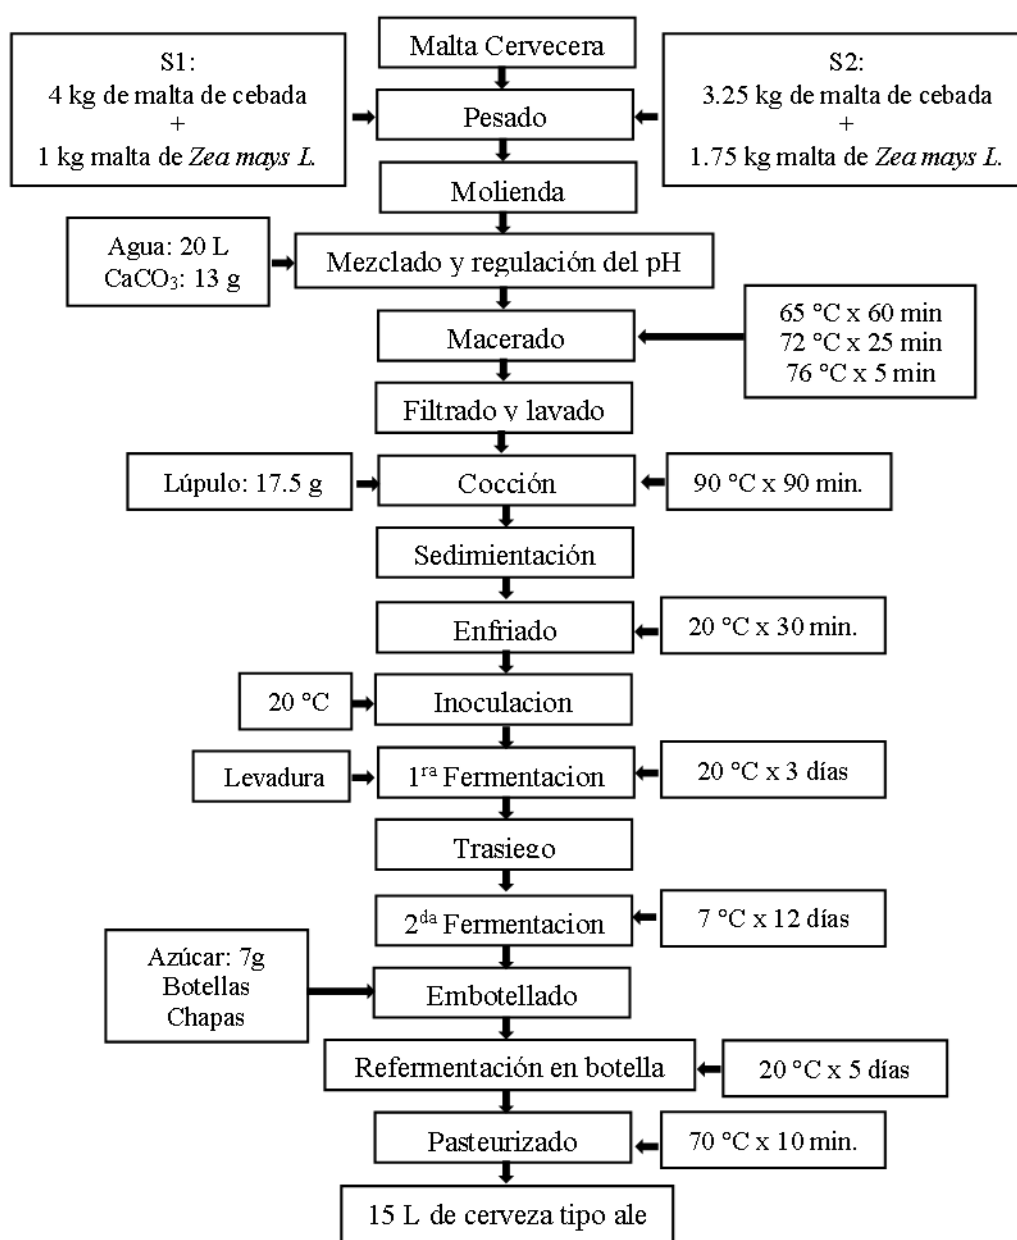 Malta Cervecera
S1:
4 kg de malta de cebada
+
1 kg malta de Zea mays L.
Pesado
S2:
3.25 kg de malta de cebada
+
1.75 kg malta de Zea mays L.
Molienda
Agua: 20 L
CaCO₃: 13 g
Mezclado y regulación del pH
Macerado
65 °C x 60 min
72 °C x 25 min
76 °C x 5 min
Filtrado y lavado
Lúpulo: 17.5 g
Cocción
90 °C x 90 min.
Sedimientación
Enfriado
20 °C x 30 min.
20 °C
Inoculacion
Levadura
1ra Fermentacion
20 °C x 3 días
Trasiego
2da Fermentacion
7 °C x 12 días
Azúcar: 7g
Botellas
Chapas
Embotellado
Refermentación en botella
20 °C x 5 días
Pasteurizado
70 °C x 10 min.
15 L de cerveza tipo ale